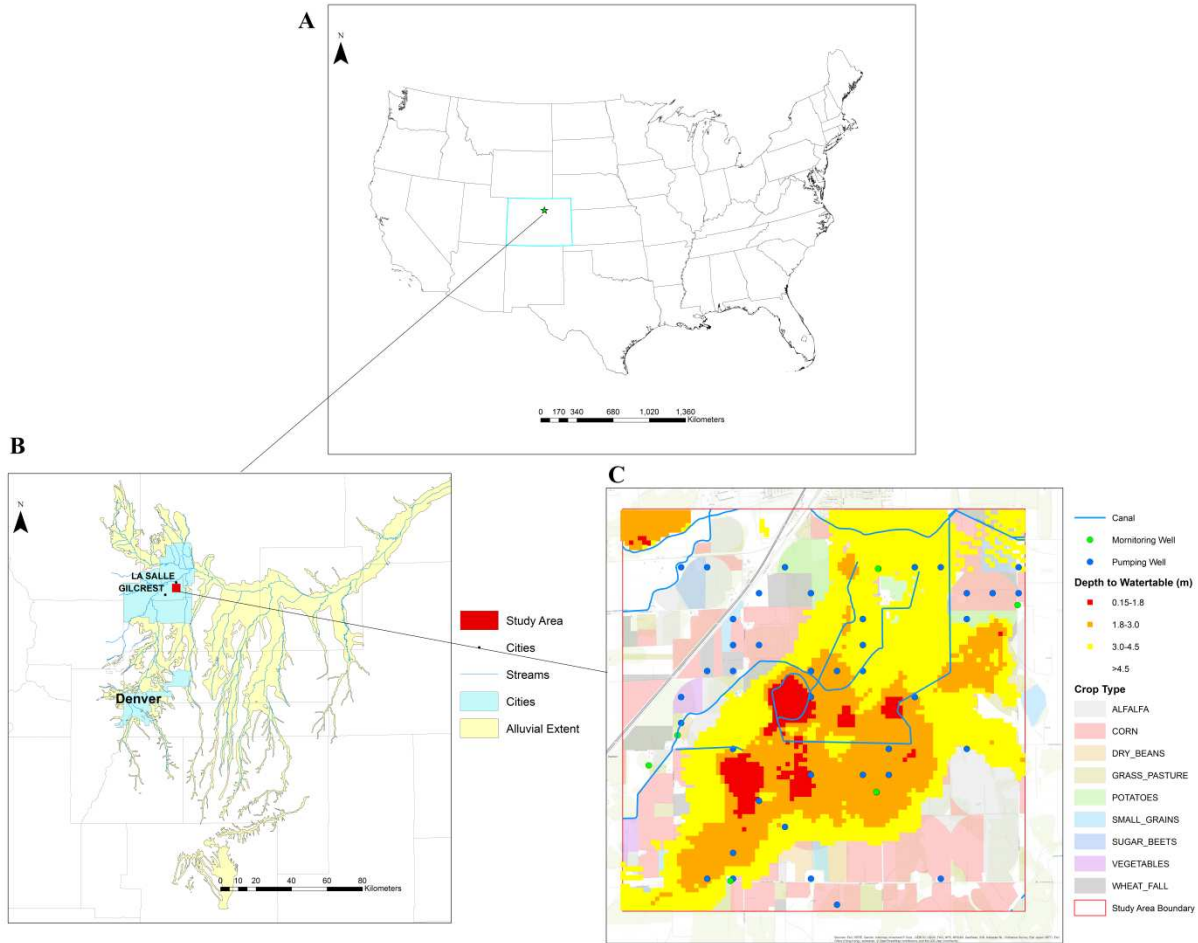 A
N
0 170 340 680 1,020 1,360
Kilometers
B
N
LA SALLE
GILCREST
Denver
0 10 20 40 60 80
Kilometers
Study Area
Cities
Streams
Cities
Alluvial Extent
C
Canal
Mornitoring Well
Pumping Well
Depth to Watertable (m)
0.15-1.8
1.8-3.0
3.0-4.5
>4.5
Crop Type
ALFALFA
CORN
DRY_BEANS
GRASS_PASTURE
POTATOES
SMALL_GRAINS
SUGAR_BEETS
VEGETABLES
WHEAT_FALL
Study Area Boundary